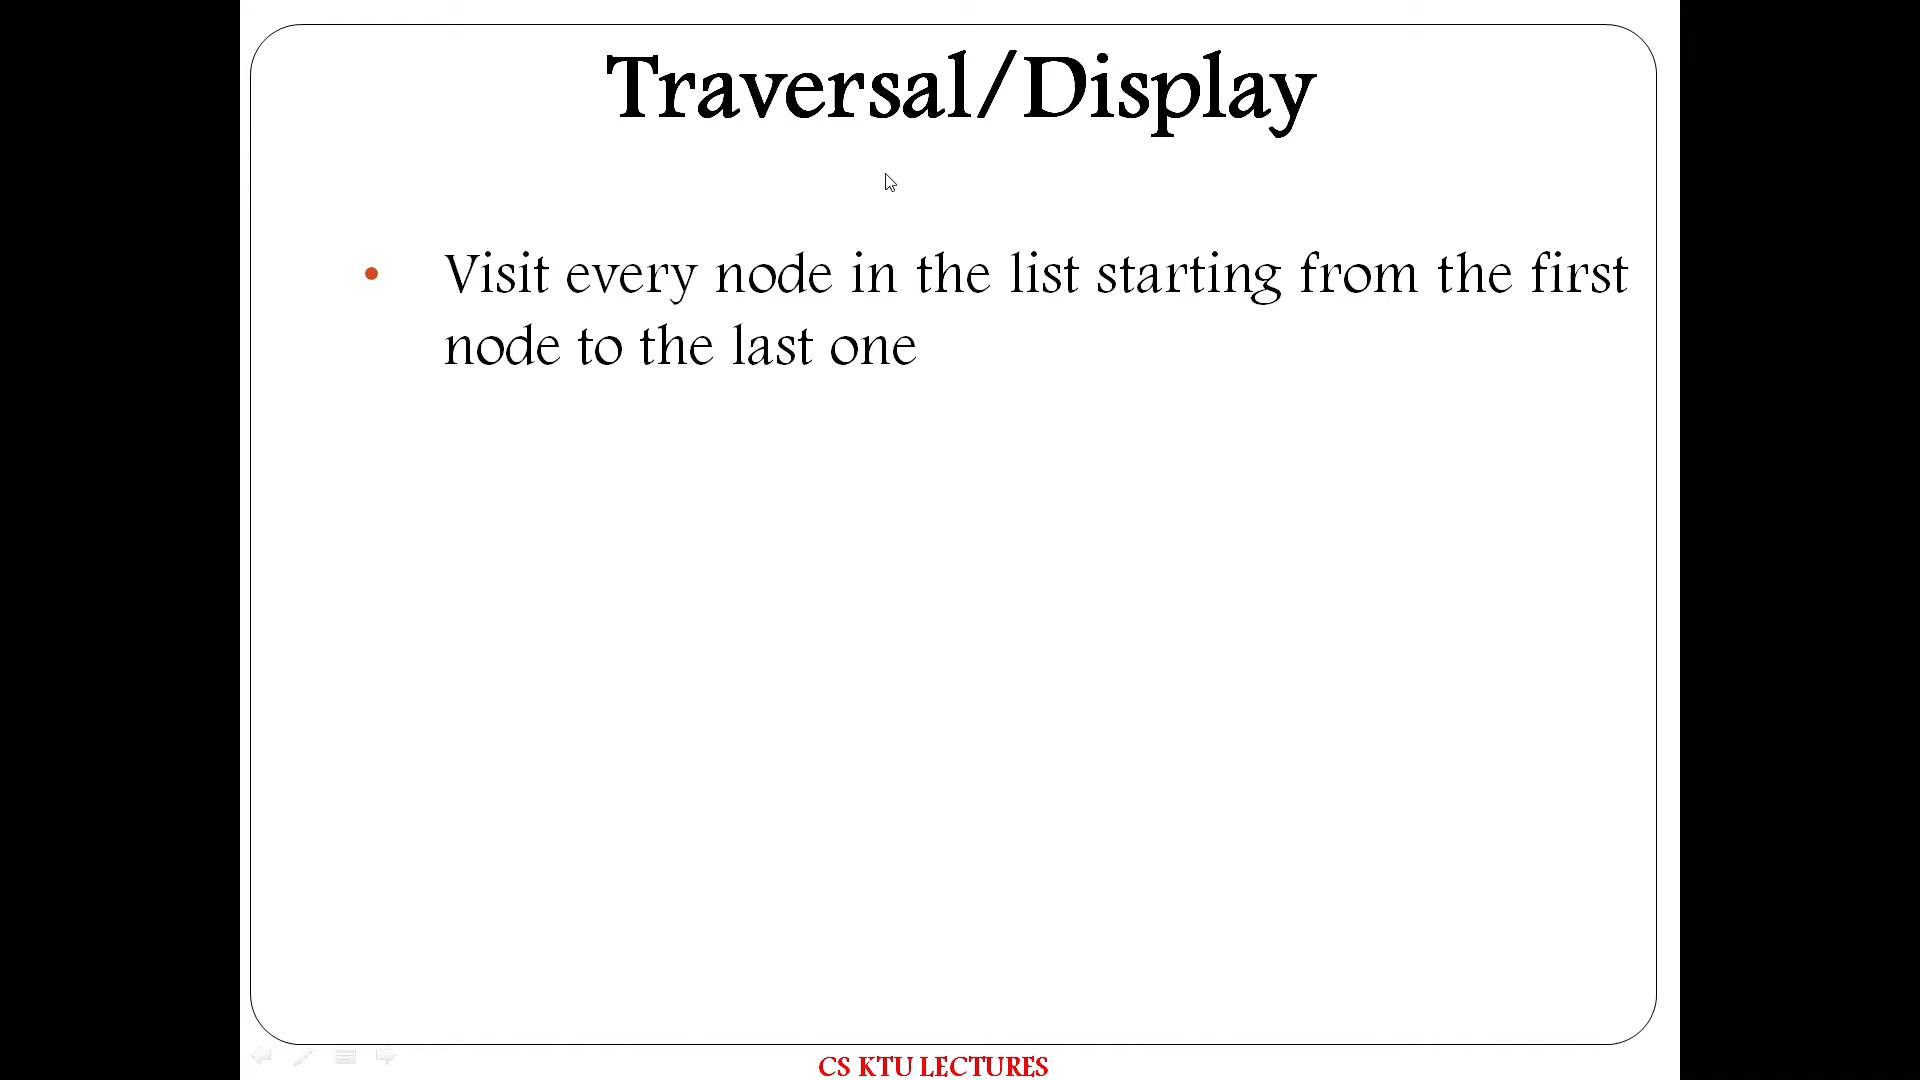 Traversal/Display
• Visit every node in the list starting from the first
node to the last one
CS KTU LECTURES